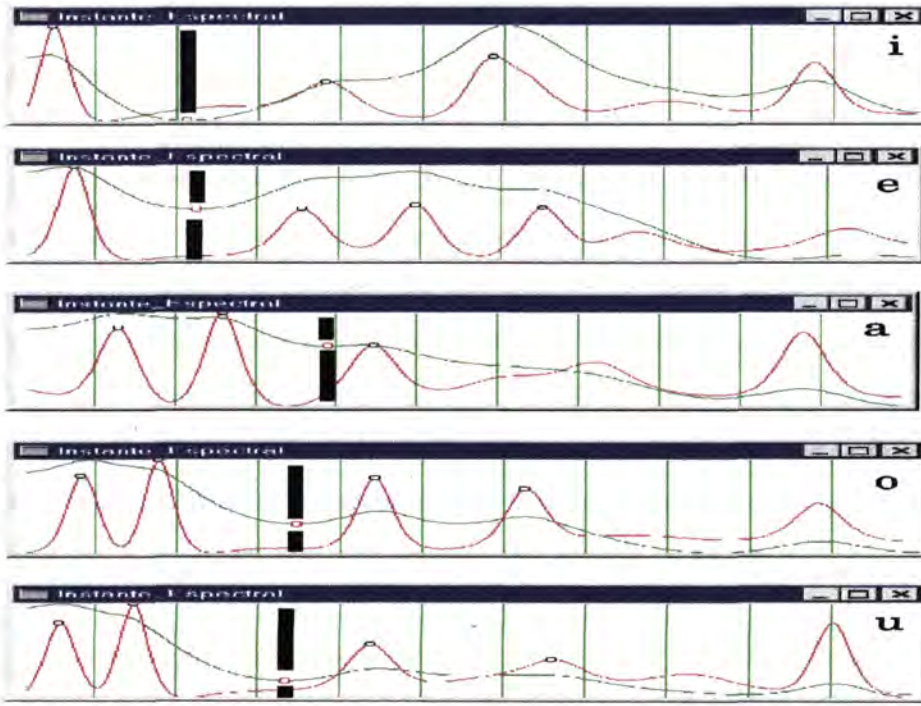 Instante_Espectral
i
Instante_Espectral
e
Instante_Espectral
a
Instante_Espectral
o
Instante_Espectral
u